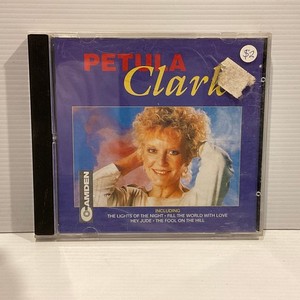 PETULA
Clark
$2
CAMDEN
INCLUDING
THE LIGHTS OF THE NIGHT • FILL THE WORLD WITH LOVE
HEY JUDE • THE FOOL ON THE HILL